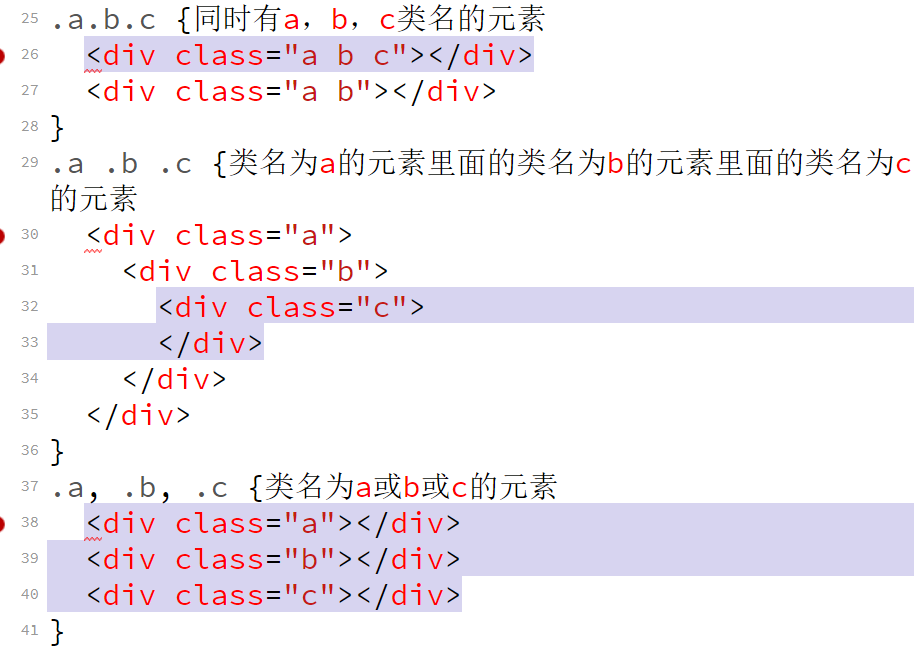 25 .a.b.c {同时有a，b，c类名的元素
26 <div class="a b c"></div>
27 <div class="a b"></div>
28 }
29 .a .b .c {类名为a的元素里面的类名为b的元素里面的类名为c
的元素
30 <div class="a">
31 <div class="b">
32 <div class="c">
33 </div>
34 </div>
35 </div>
36 }
37 .a, .b, .c {类名为a或b或c的元素
38 <div class="a"></div>
39 <div class="b"></div>
40 <div class="c"></div>
41 }